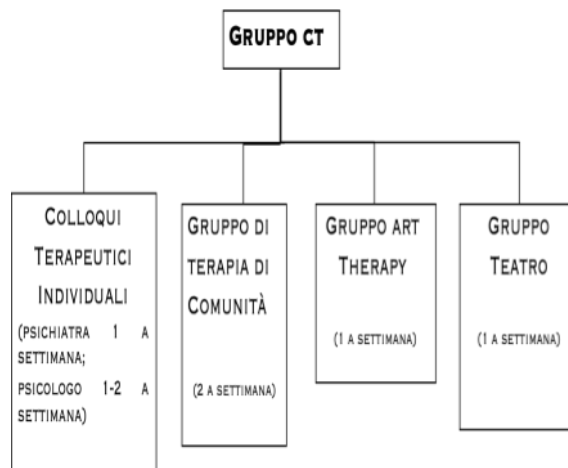 GRUPPO CT
COLLOQUI
TERAPEUTICI
INDIVIDUALI
(PSICHIATRA 1 A
SETTIMANA;
PSICOLOGO 1-2 A
SETTIMANA)
GRUPPO DI
TERAPIA DI
COMUNITÀ
(2 A SETTIMANA)
GRUPPO ART
THERAPY
(1 A SETTIMANA)
GRUPPO
TEATRO
(1 A SETTIMANA)